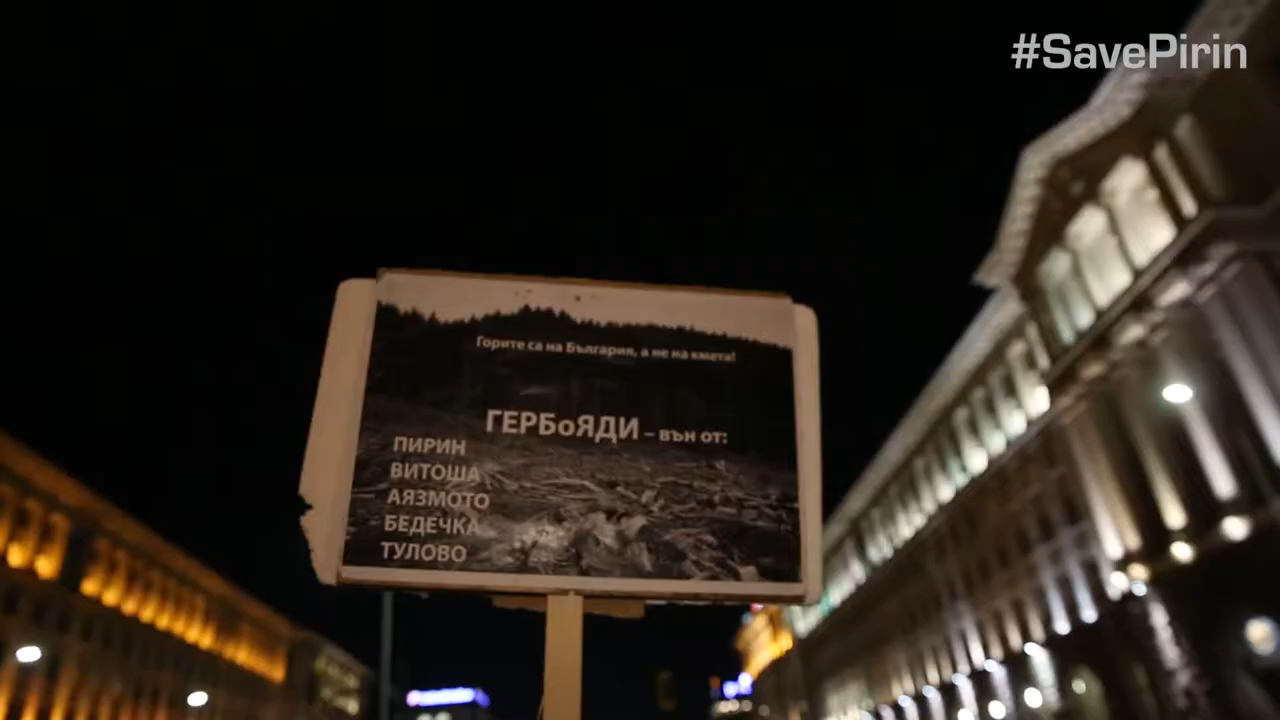 #SavePirin
Горите са на България, а не на кмета!
ГЕРБоЯДИ – вън от:
ПИРИН
ВИТОША
АЯЗМОТО
БЕДЕЧКА
ТУЛОВО